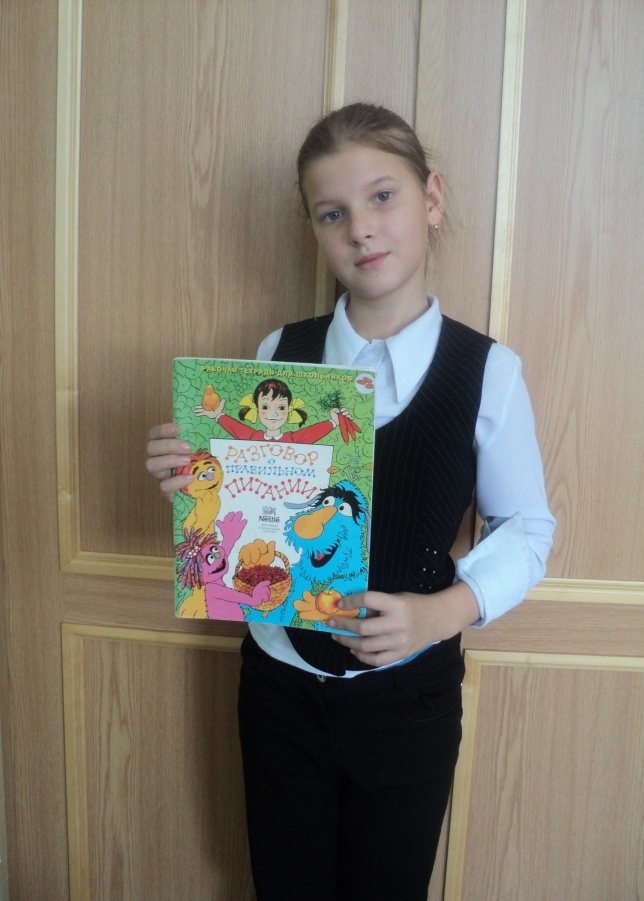 РАБОЧАЯ ТЕТРАДЬ ДЛЯ ШКОЛЬНИКОВ
РАЗГОВОР
О
ПРАВИЛЬНОМ
ПИТАНИИ
Nestlé